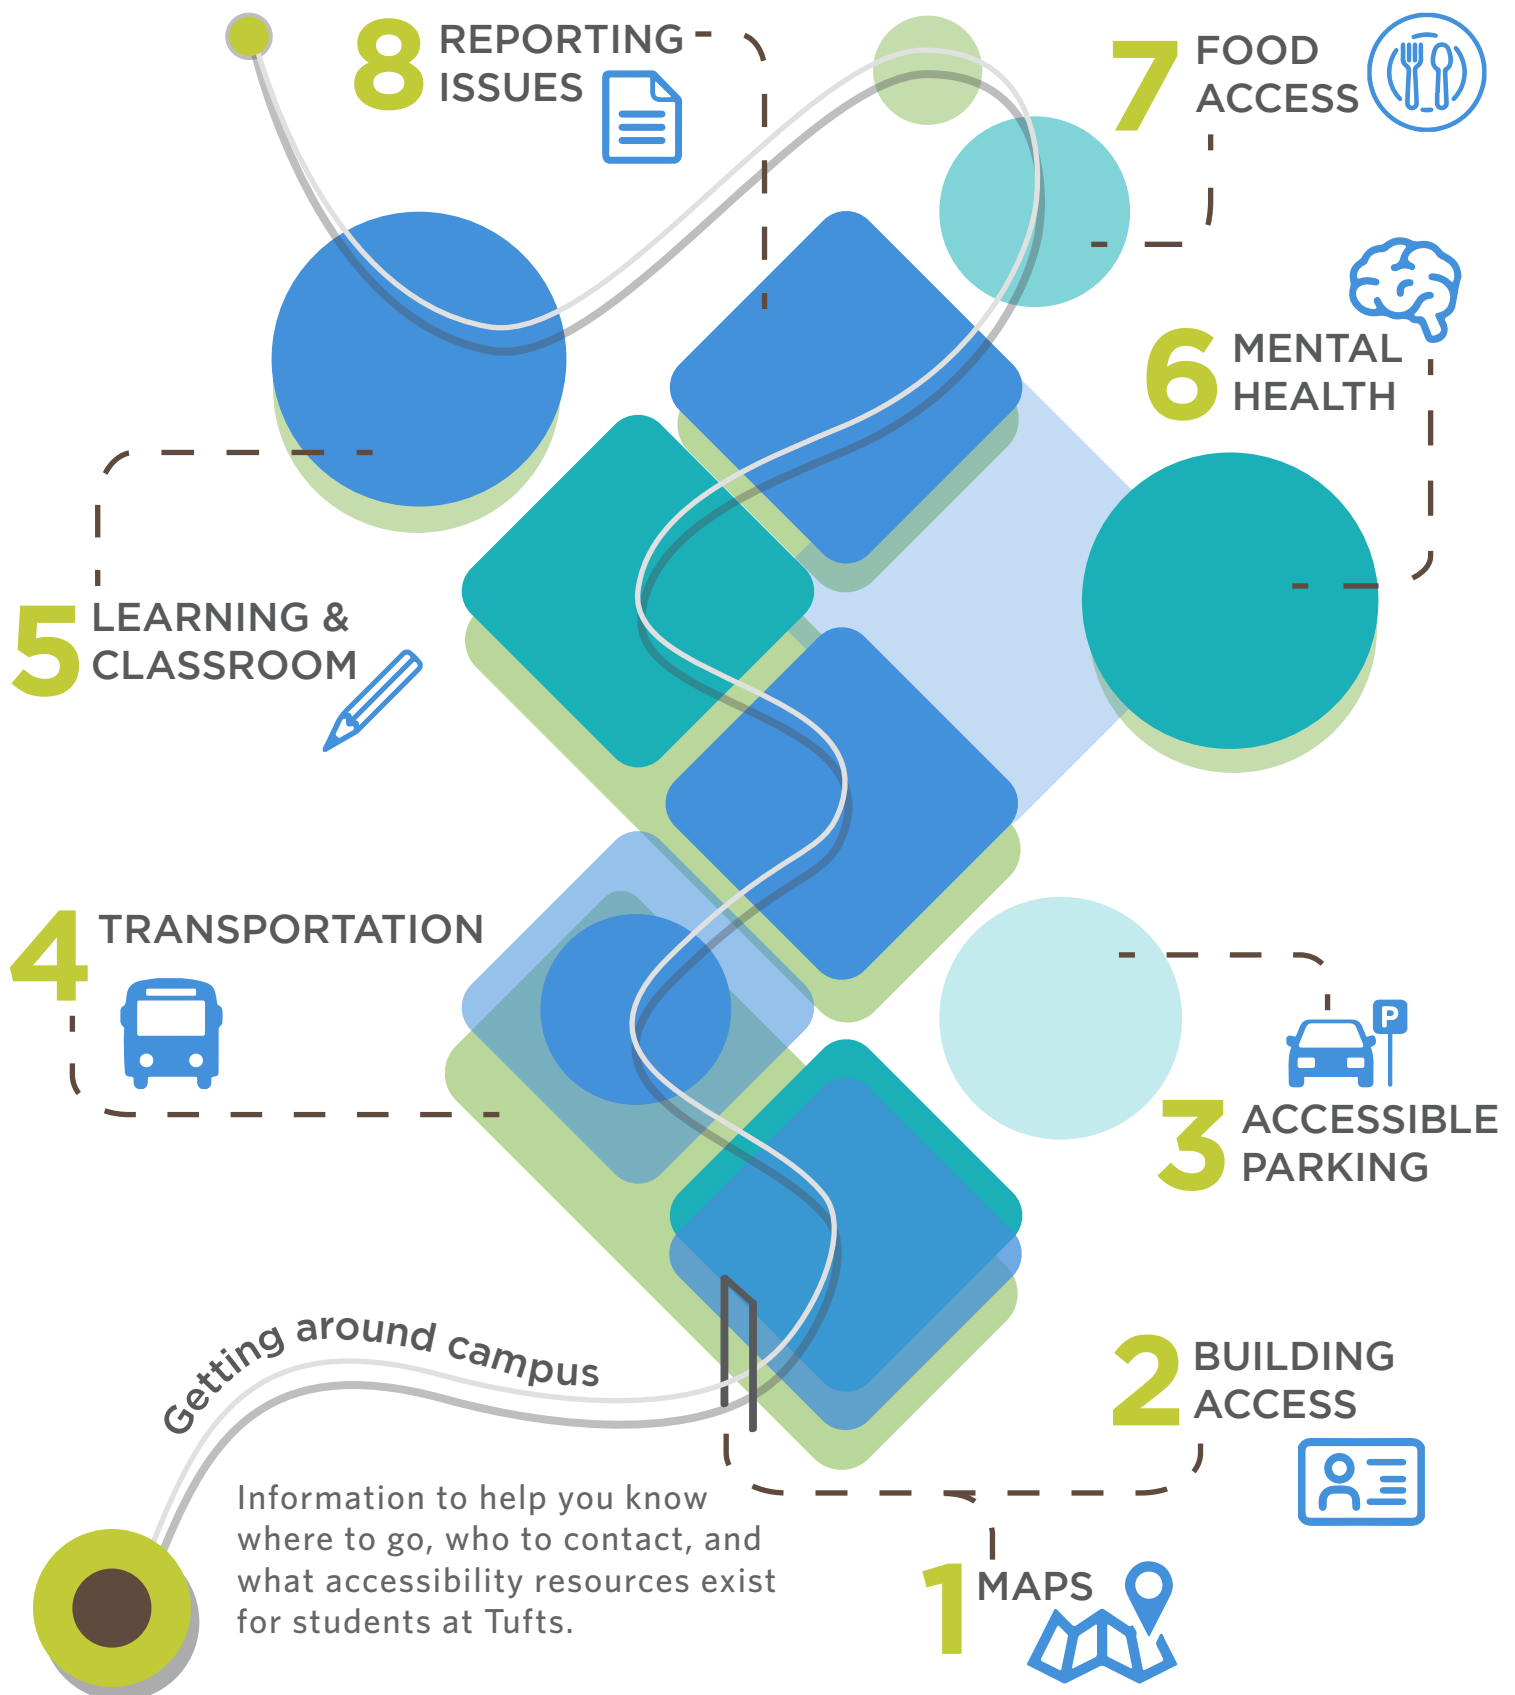 8 REPORTING
ISSUES
7 FOOD
ACCESS
6 MENTAL
HEALTH
5 LEARNING &
CLASSROOM
4 TRANSPORTATION
P
3 ACCESSIBLE
PARKING
Getting around campus
2 BUILDING
ACCESS
Information to help you know
where to go, who to contact, and
what accessibility resources exist
for students at Tufts.
1 MAPS